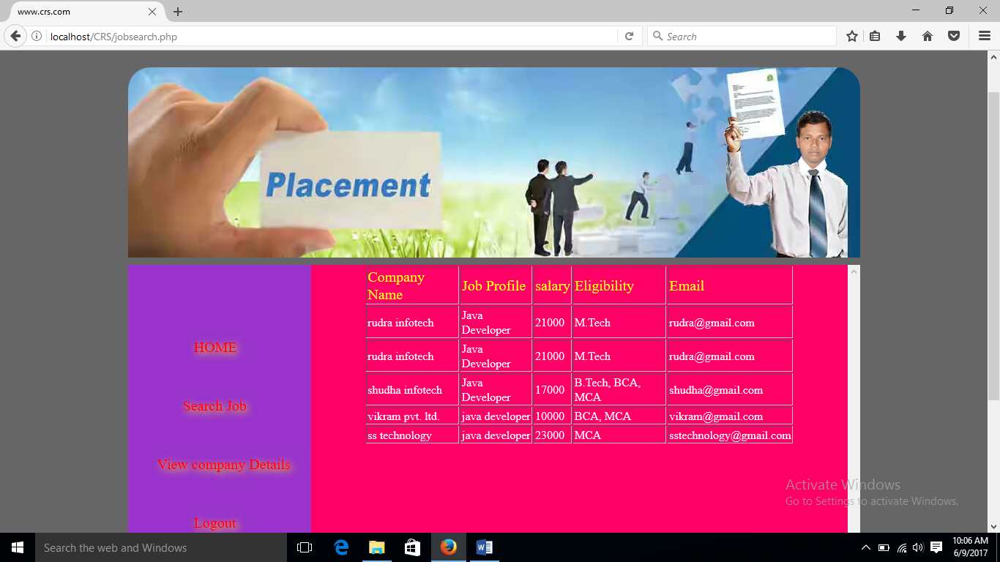 www.crs.com
localhost/CRS/jobsearch.php
Search
Placement
HOME
Search Job
View company Details
Logout
Company Name Job Profile salary Eligibility Email
rudra infotech Java Developer 21000 M.Tech rudra@gmail.com
rudra infotech Java Developer 21000 M.Tech rudra@gmail.com
shudha infotech Java Developer 17000 B.Tech, BCA, MCA shudha@gmail.com
vikram pvt. ltd. java developer 10000 BCA, MCA vikram@gmail.com
ss technology java developer 23000 MCA sstechnology@gmail.com
Activate Windows
Go to Settings to activate Windows.
Search the web and Windows
10:06 AM
6/9/2017